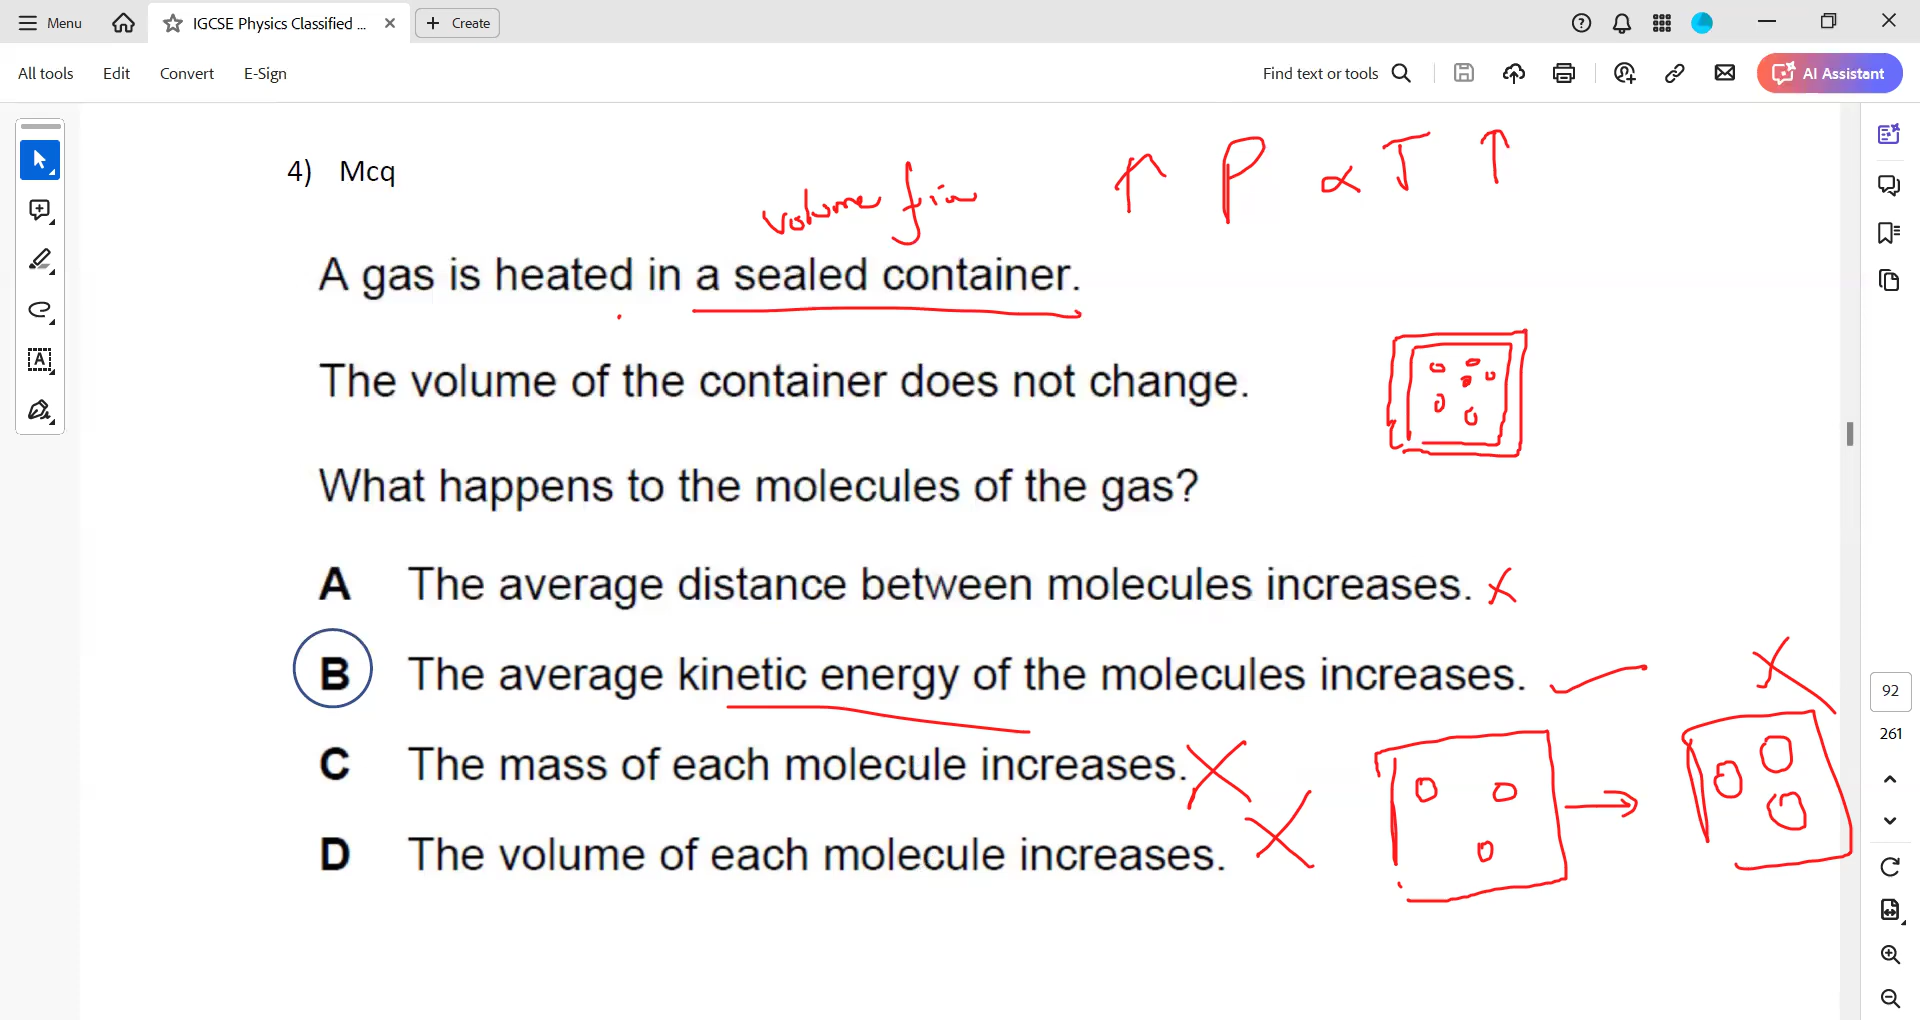 Menu
IGCSE Physics Classified ...
Create
All tools
Edit
Convert
E-Sign
Find text or tools
AI Assistant
4) Mcq
volume fix
↑ P ∝ T ↑
A gas is heated in a sealed container.
The volume of the container does not change.
What happens to the molecules of the gas?
A The average distance between molecules increases.
B The average kinetic energy of the molecules increases.
C The mass of each molecule increases.
D The volume of each molecule increases.
92
261